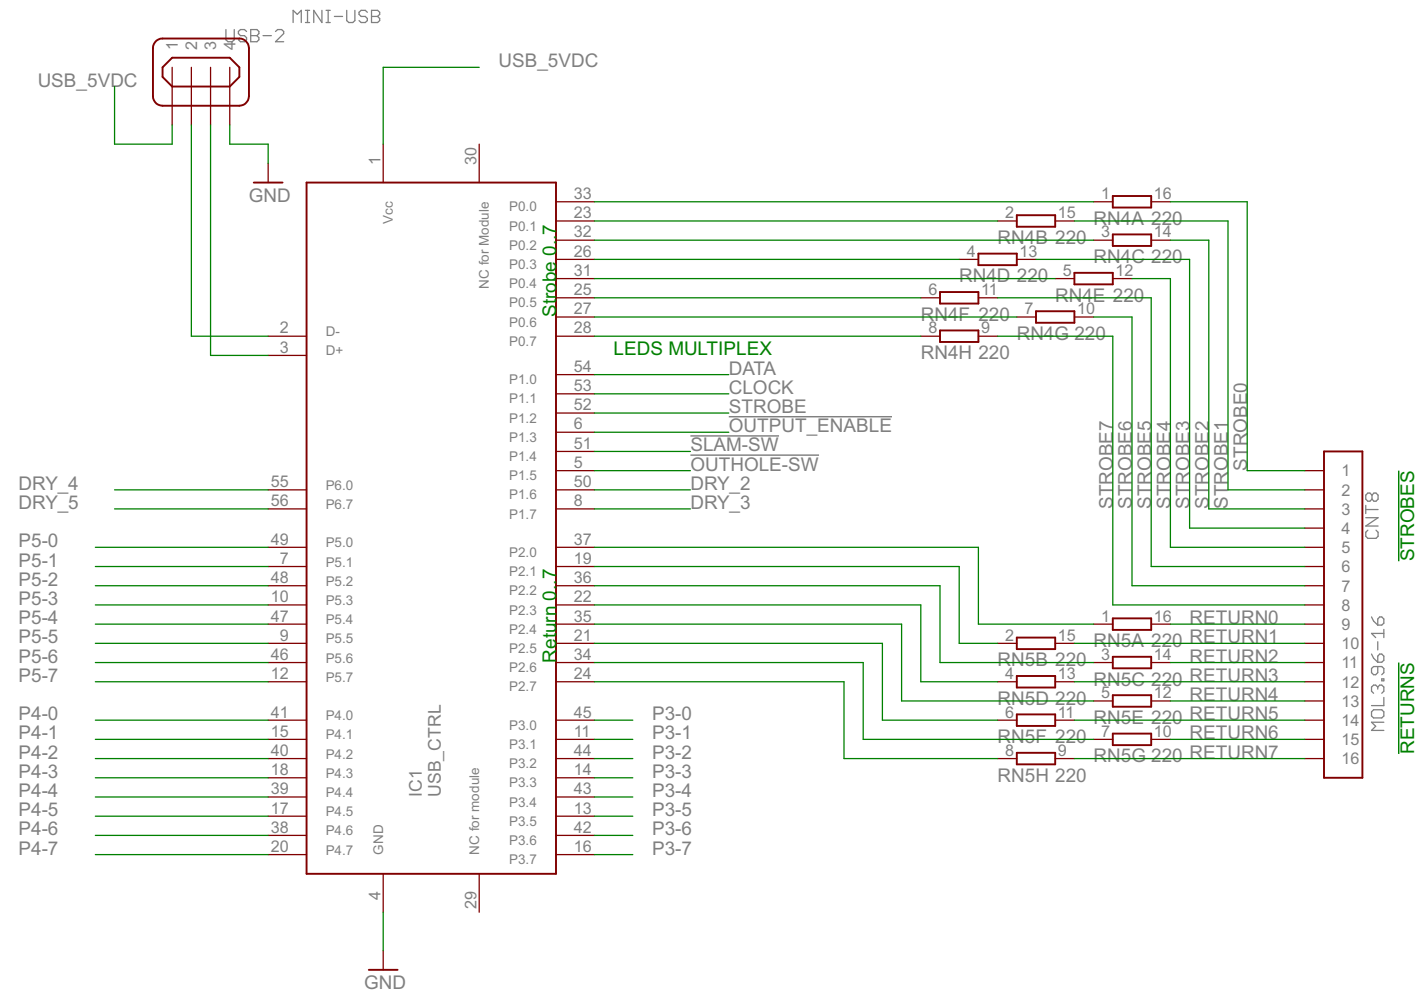 MINI-USB
USB-2
1 2 3 4
USB_5VDC
USB_5VDC
GND
1
30
Vcc
NC for Module
2 D-
3 D+
Strobe 0_7
P0.0 33
P0.1 23
P0.2 32
P0.3 26
P0.4 31
P0.5 25
P0.6 27
P0.7 28
1 16
RN4A 220
2 15
RN4B 220
3 14
RN4C 220
4 13
RN4D 220
5 12
RN4E 220
6 11
RN4F 220
7 10
RN4G 220
8 9
RN4H 220
LEDS MULTIPLEX
P1.0 54 DATA
P1.1 53 CLOCK
P1.2 52 STROBE
P1.3 6 OUTPUT_ENABLE
P1.4 51 SLAM-SW
P1.5 5 OUTHOLE-SW
P1.6 50 DRY_2
P1.7 8 DRY_3
STROBE7
STROBE6
STROBE5
STROBE4
STROBE3
STROBE2
STROBE1
STROBE0
DRY_4 55 P6.0
DRY_5 56 P6.7
P5-0 49 P5.0
P5-1 7 P5.1
P5-2 48 P5.2
P5-3 10 P5.3
P5-4 47 P5.4
P5-5 9 P5.5
P5-6 46 P5.6
P5-7 12 P5.7
Return 0_7
P2.0 37
P2.1 19
P2.2 36
P2.3 22
P2.4 35
P2.5 21
P2.6 34
P2.7 24
1 16 RETURN0
RN5A 220
2 15 RETURN1
RN5B 220
3 14 RETURN2
RN5C 220
4 13 RETURN3
RN5D 220
5 12 RETURN4
RN5E 220
6 11 RETURN5
RN5F 220
7 10 RETURN6
RN5G 220
8 9 RETURN7
RN5H 220
1
2
3
4
5
6
7
8
9
10
11
12
13
14
15
16
CNT8
MOL3.96-16
STROBES
RETURNS
P4-0 41 P4.0
P4-1 15 P4.1
P4-2 40 P4.2
P4-3 18 P4.3
P4-4 39 P4.4
P4-5 17 P4.5
P4-6 38 P4.6
P4-7 20 P4.7
P3.0 45 P3-0
P3.1 11 P3-1
P3.2 44 P3-2
P3.3 14 P3-3
P3.4 43 P3-4
P3.5 13 P3-5
P3.6 42 P3-6
P3.7 16 P3-7
IC1
USB_CTRL
GND
NC for module
4
29
GND